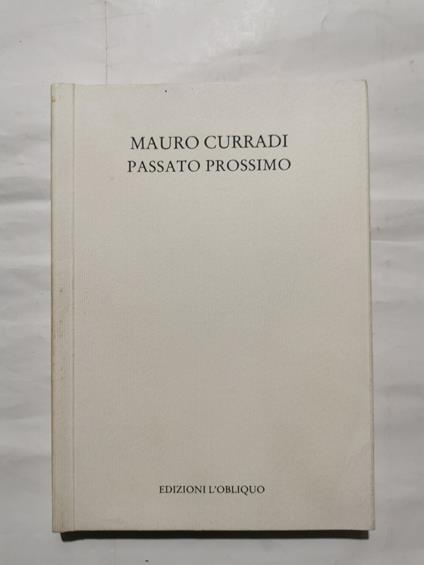 MAURO CURRADI
PASSATO PROSSIMO
EDIZIONI L'OBLIQUO